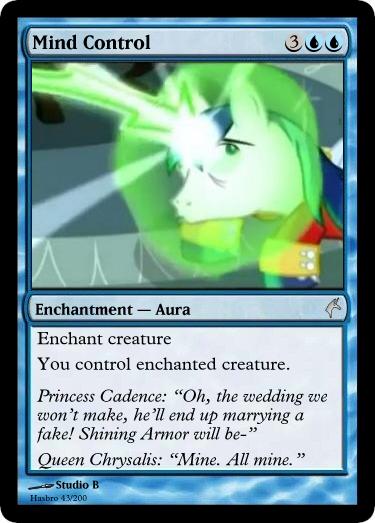 Mind Control 3
Enchantment — Aura
Enchant creature
You control enchanted creature.
Princess Cadence: “Oh, the wedding we
won’t make, he’ll end up marrying a
fake! Shining Armor will be-”
Queen Chrysalis: “Mine. All mine.”
Studio B
Hasbro 43/200